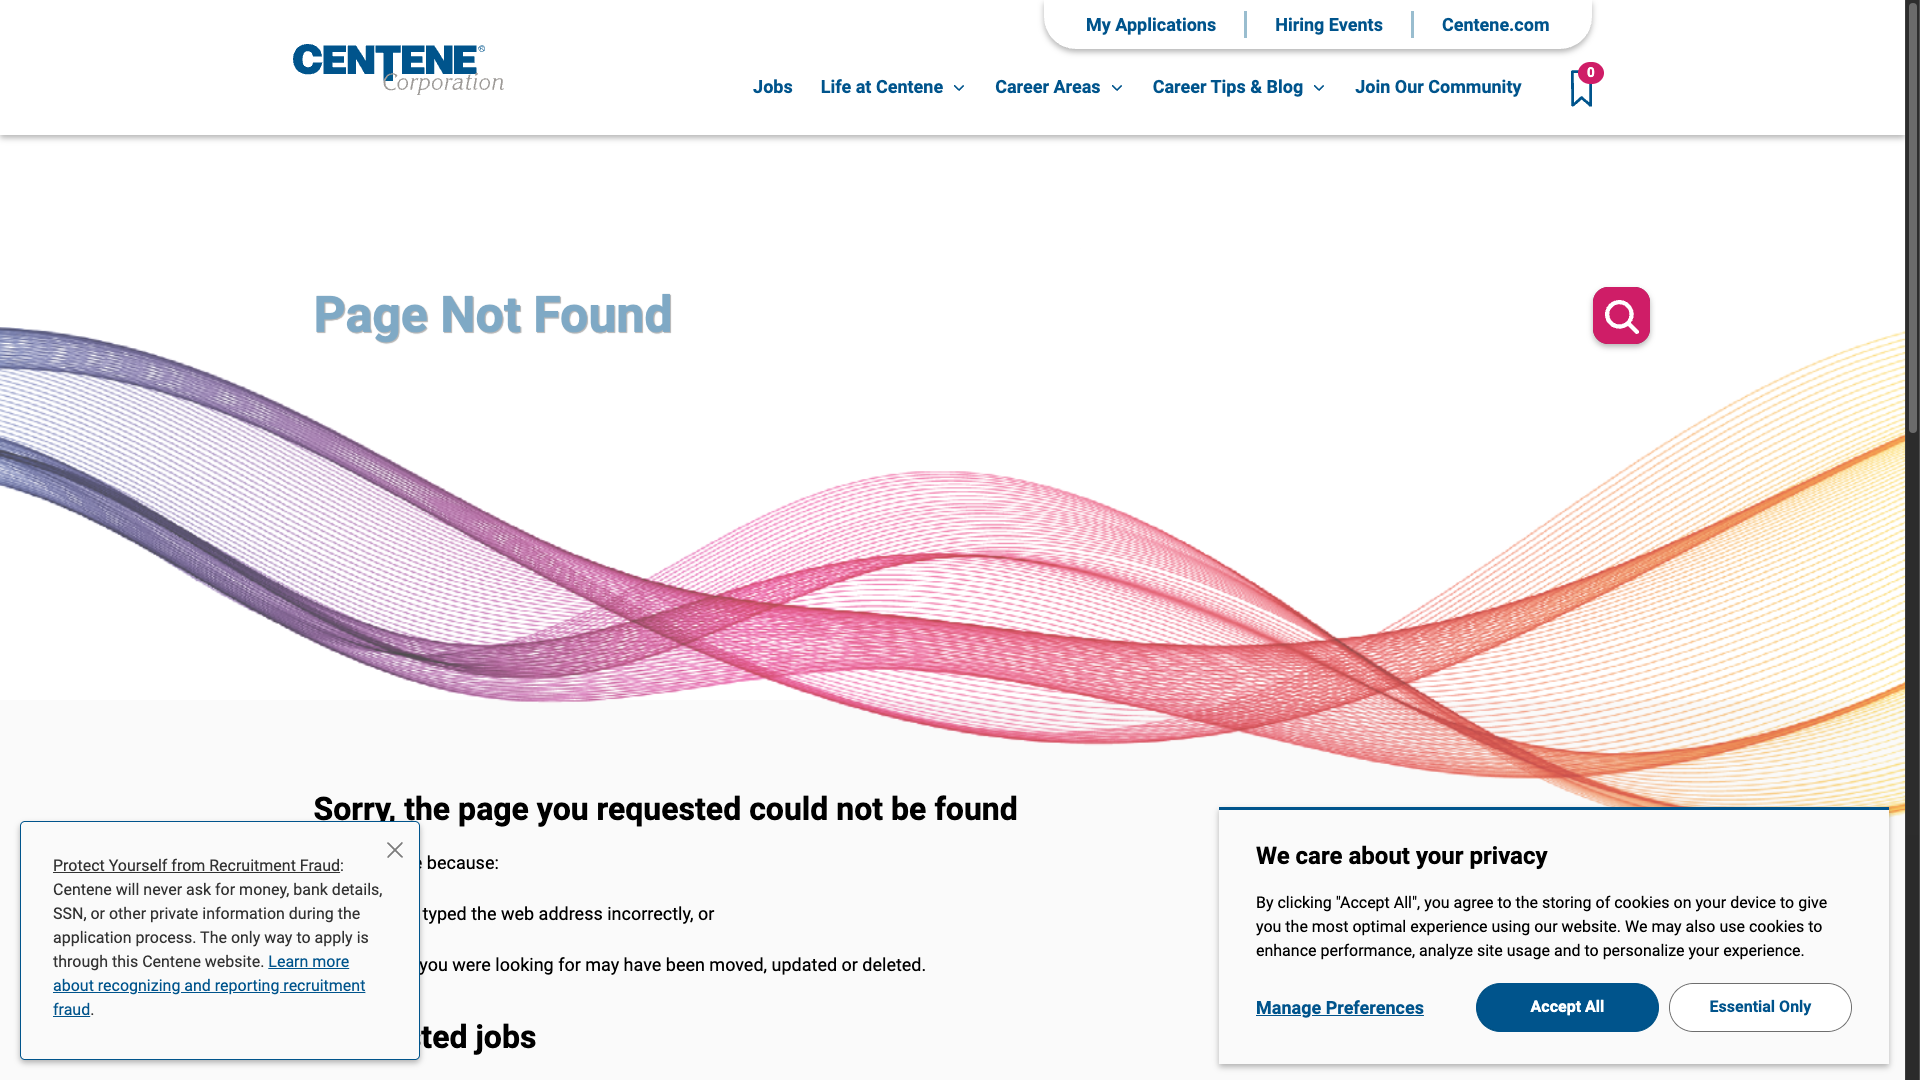 My Applications
Hiring Events
Centene.com
CENTENE®
Corporation
Jobs
Life at Centene
Career Areas
Career Tips & Blog
Join Our Community
0
Page Not Found
Sorry, the page you requested could not be found
because:
typed the web address incorrectly, or
you were looking for may have been moved, updated or deleted.
jobs
Protect Yourself from Recruitment Fraud:
Centene will never ask for money, bank details,
SSN, or other private information during the
application process. The only way to apply is
through this Centene website. Learn more
about recognizing and reporting recruitment
fraud.
We care about your privacy
By clicking "Accept All", you agree to the storing of cookies on your device to give
you the most optimal experience using our website. We may also use cookies to
enhance performance, analyze site usage and to personalize your experience.
Manage Preferences
Accept All
Essential Only